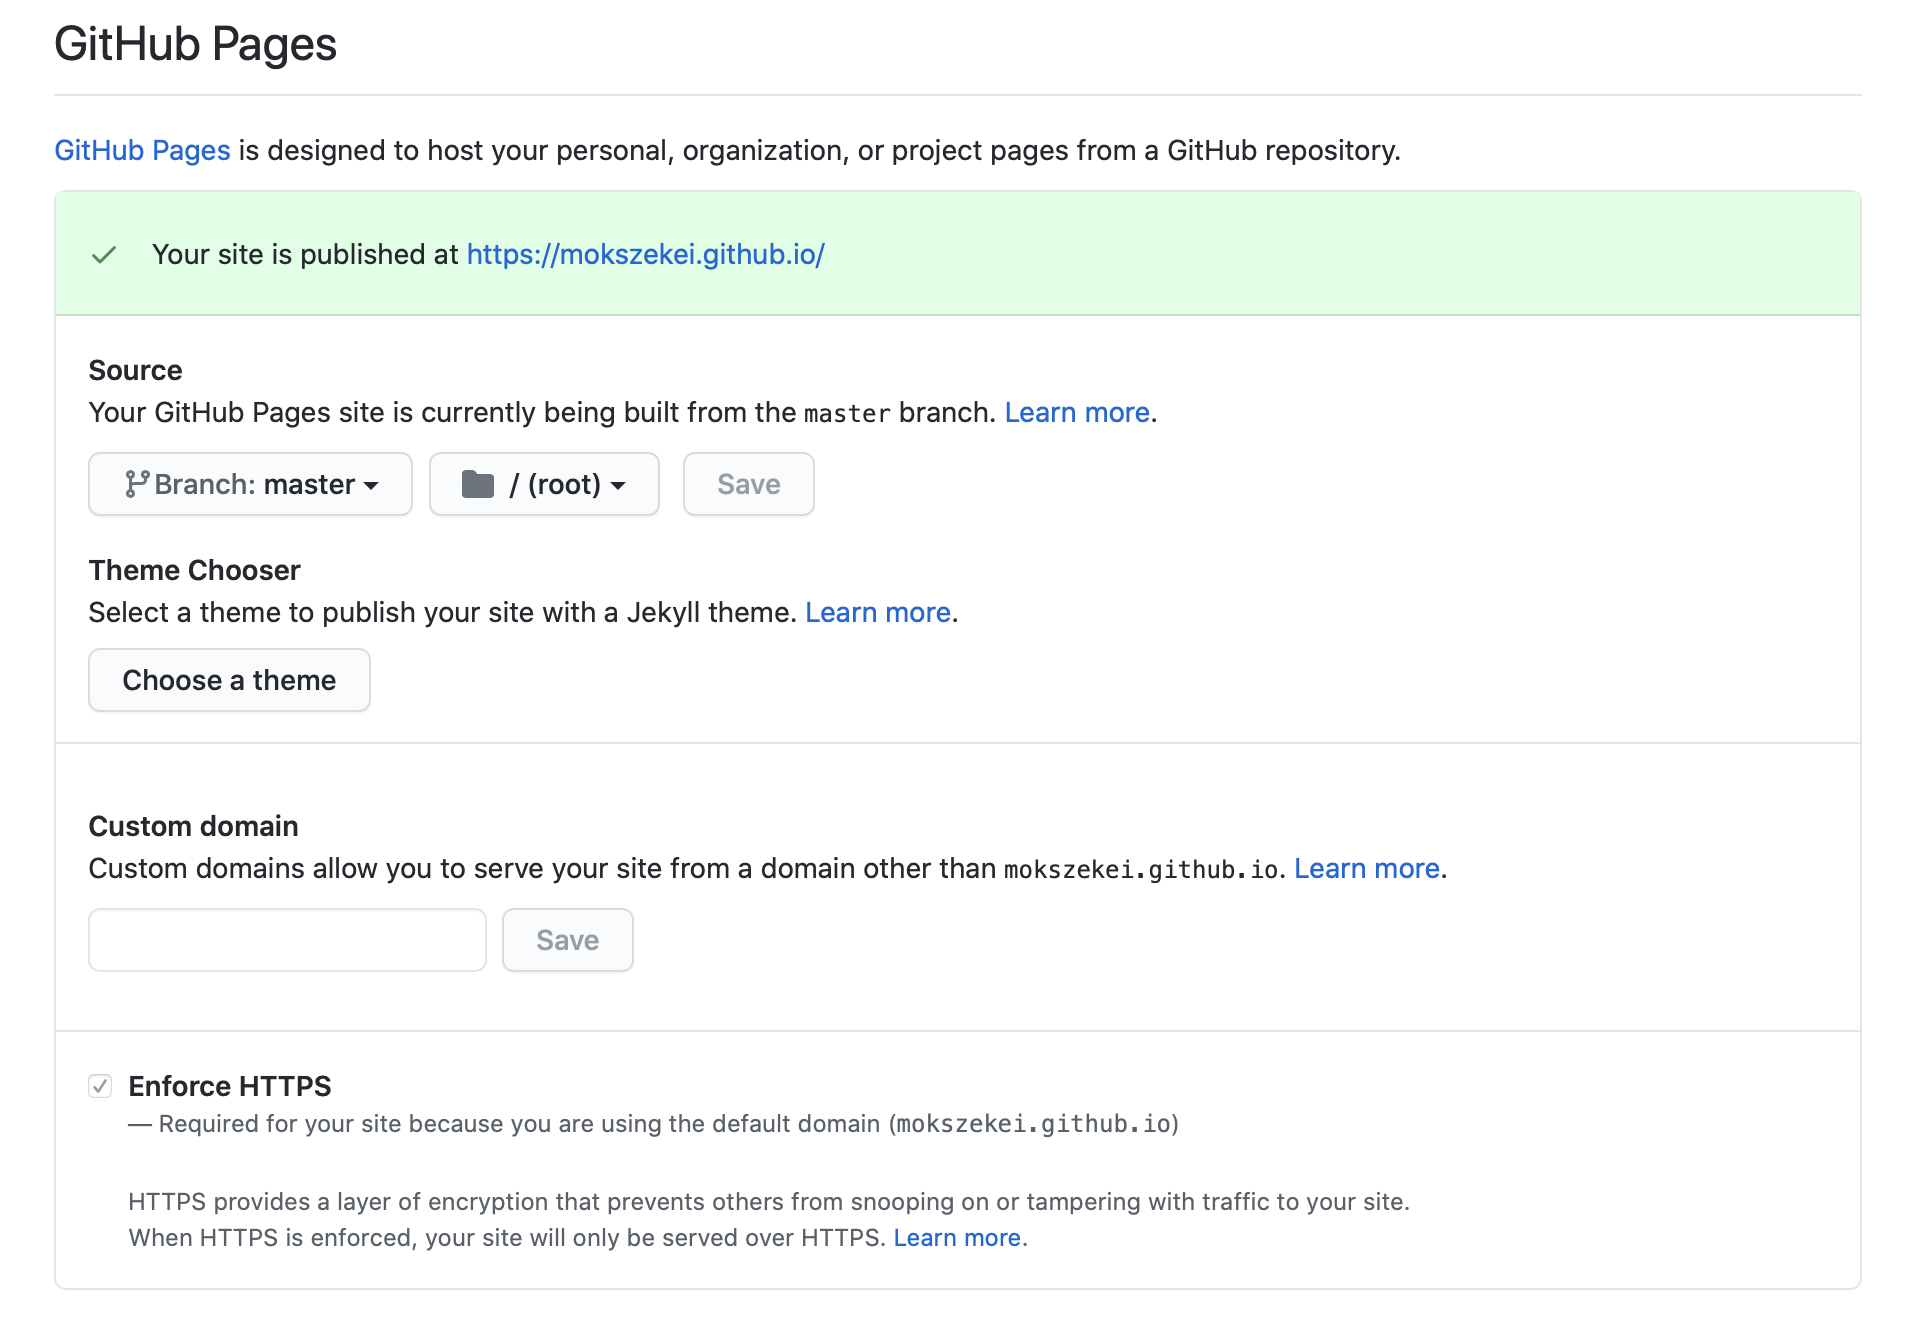 GitHub Pages
GitHub Pages is designed to host your personal, organization, or project pages from a GitHub repository.
Your site is published at https://mokszekei.github.io/
Source
Your GitHub Pages site is currently being built from the master branch. Learn more.
Branch: master
/ (root)
Save
Theme Chooser
Select a theme to publish your site with a Jekyll theme. Learn more.
Choose a theme
Custom domain
Custom domains allow you to serve your site from a domain other than mokszekei.github.io. Learn more.
Save
Enforce HTTPS
— Required for your site because you are using the default domain (mokszekei.github.io)
HTTPS provides a layer of encryption that prevents others from snooping on or tampering with traffic to your site.
When HTTPS is enforced, your site will only be served over HTTPS. Learn more.